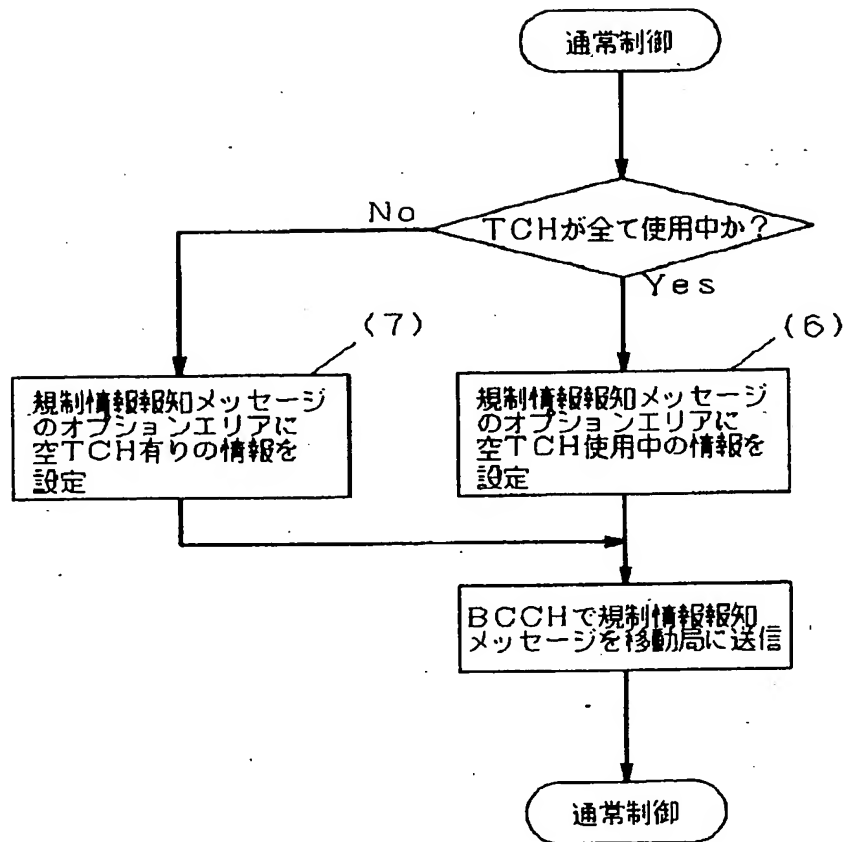 通常制御
TCHが全て使用中か?
No
Yes
(7)
(6)
規制情報報知メッセージ
のオプションエリアに
空TCH有りの情報を
設定
規制情報報知メッセージ
のオプションエリアに
空TCH使用中の情報を
設定
BCCHで規制情報報知
メッセージを移動局に送信
通常制御